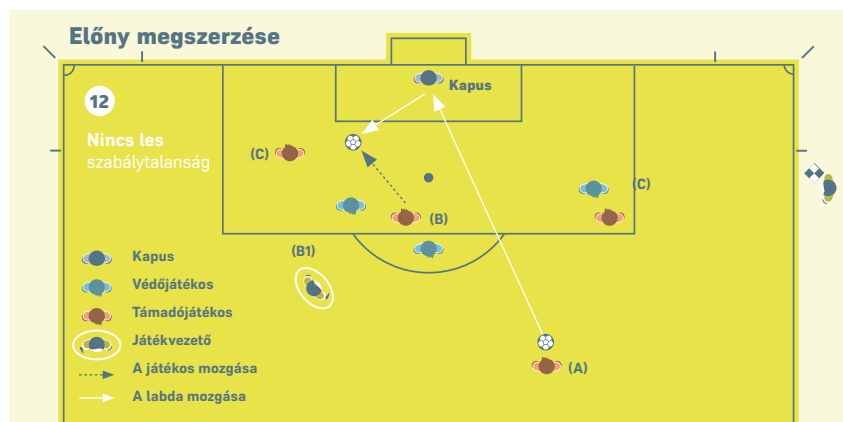 Előny megszerzése
Kapus
12
Nincs les
szabálytalanság
(C)
(C)
(B)
(B1)
Kapus
Védőjátékos
Támadójátékos
Játékvezető
(A)
A játékos mozgása
A labda mozgása